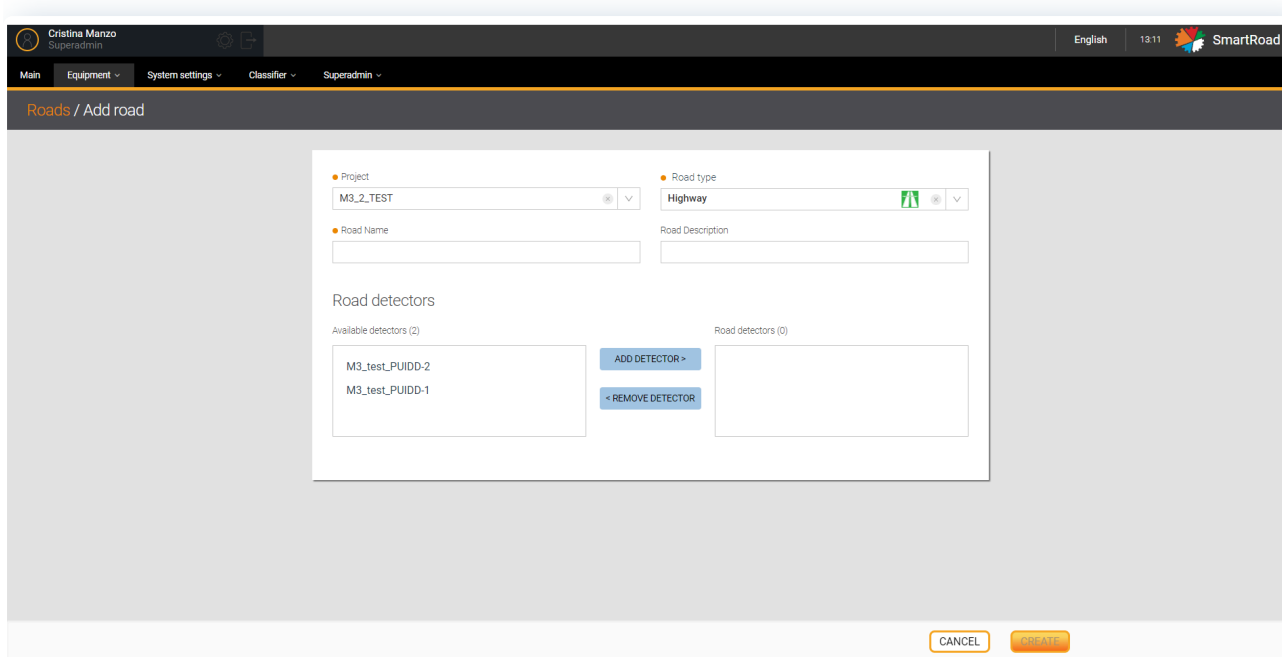 Cristina Manzo
Superadmin
English
13:11
SmartRoad
Main
Equipment
System settings
Classifier
Superadmin
Roads / Add road
Project
Road type
M3_2_TEST
Highway
Road Name
Road Description
Road detectors
Available detectors (2)
Road detectors (0)
M3_test_PUIDD-2
M3_test_PUIDD-1
ADD DETECTOR >
< REMOVE DETECTOR
CANCEL
CREATE